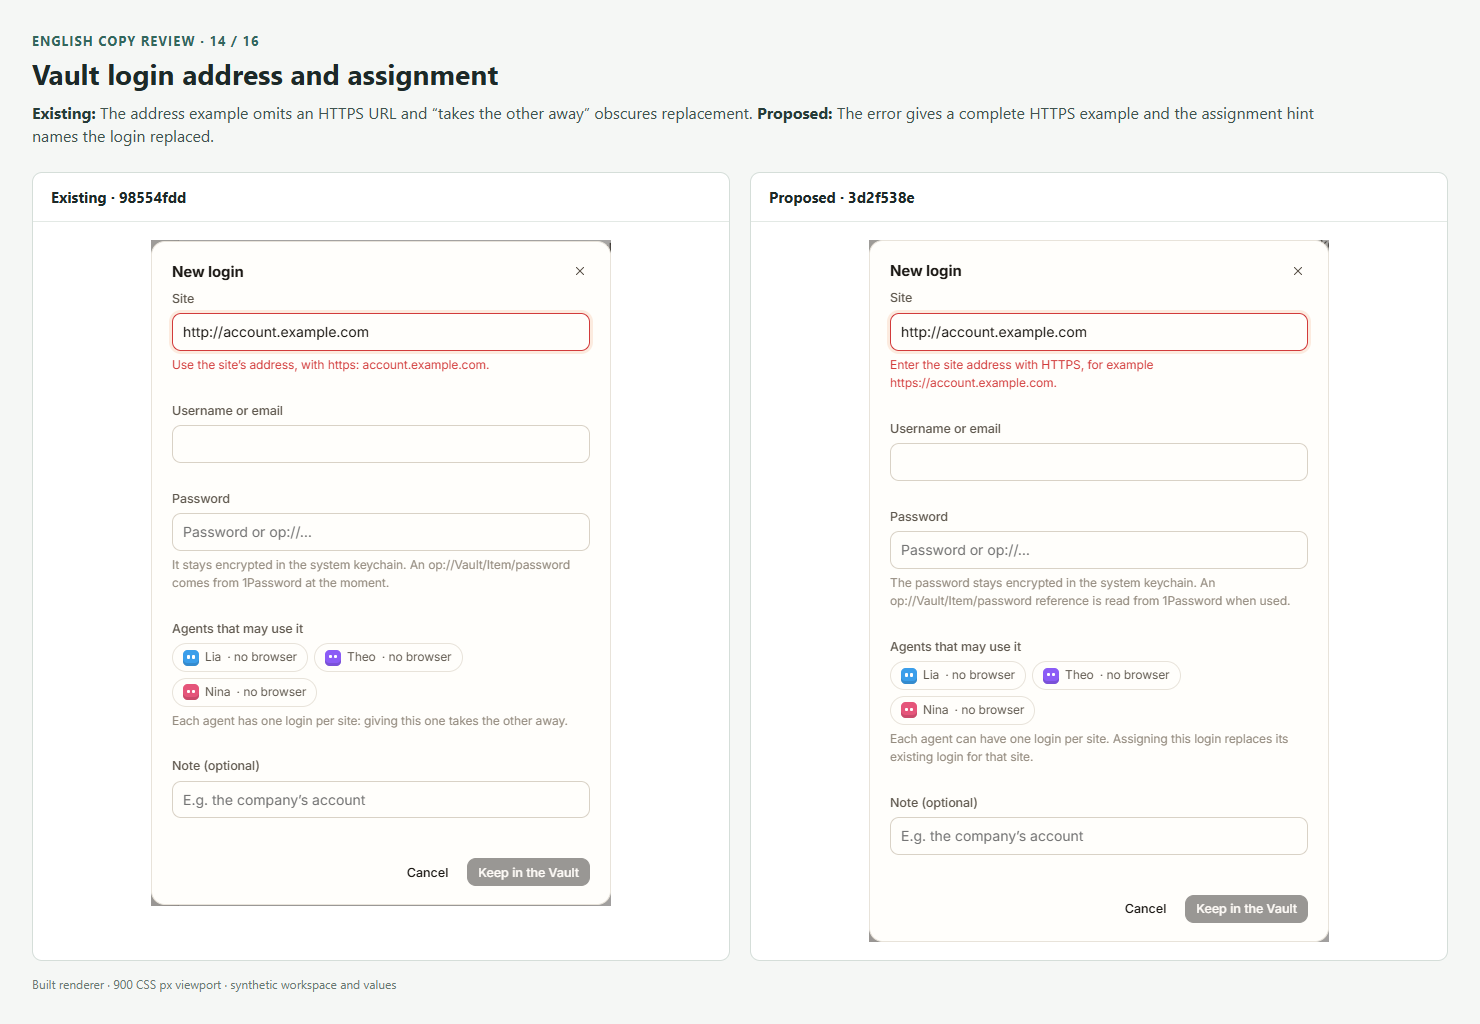 ENGLISH COPY REVIEW · 14 / 16
Vault login address and assignment
Existing: The address example omits an HTTPS URL and “takes the other away” obscures replacement. Proposed: The error gives a complete HTTPS example and the assignment hint
names the login replaced.
Existing · 98554fdd
New login
Site
http://account.example.com
Use the site’s address, with https: account.example.com.
Username or email
Password
Password or op://...
It stays encrypted in the system keychain. An op://Vault/Item/password
comes from 1Password at the moment.
Agents that may use it
Lia · no browser
Theo · no browser
Nina · no browser
Each agent has one login per site: giving this one takes the other away.
Note (optional)
E.g. the company’s account
Cancel
Keep in the Vault
Proposed · 3d2f538e
New login
Site
http://account.example.com
Enter the site address with HTTPS, for example
https://account.example.com.
Username or email
Password
Password or op://...
The password stays encrypted in the system keychain. An
op://Vault/Item/password reference is read from 1Password when used.
Agents that may use it
Lia · no browser
Theo · no browser
Nina · no browser
Each agent can have one login per site. Assigning this login replaces its
existing login for that site.
Note (optional)
E.g. the company’s account
Cancel
Keep in the Vault
Built renderer · 900 CSS px viewport · synthetic workspace and values